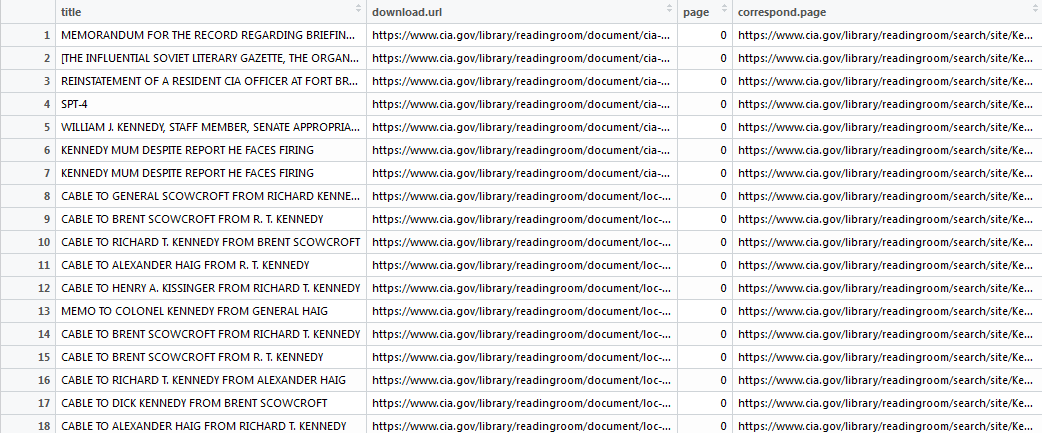 title download.url page correspond.page
1 MEMORANDUM FOR THE RECORD REGARDING BRIEFIN... https://www.cia.gov/library/readingroom/document/cia-... 0 https://www.cia.gov/library/readingroom/search/site/Ke...
2 [THE INFLUENTIAL SOVIET LITERARY GAZETTE, THE ORGAN... https://www.cia.gov/library/readingroom/document/cia-... 0 https://www.cia.gov/library/readingroom/search/site/Ke...
3 REINSTATEMENT OF A RESIDENT CIA OFFICER AT FORT BR... https://www.cia.gov/library/readingroom/document/cia-... 0 https://www.cia.gov/library/readingroom/search/site/Ke...
4 SPT-4 https://www.cia.gov/library/readingroom/document/cia-... 0 https://www.cia.gov/library/readingroom/search/site/Ke...
5 WILLIAM J. KENNEDY, STAFF MEMBER, SENATE APPROPRIA... https://www.cia.gov/library/readingroom/document/cia-... 0 https://www.cia.gov/library/readingroom/search/site/Ke...
6 KENNEDY MUM DESPITE REPORT HE FACES FIRING https://www.cia.gov/library/readingroom/document/cia-... 0 https://www.cia.gov/library/readingroom/search/site/Ke...
7 KENNEDY MUM DESPITE REPORT HE FACES FIRING https://www.cia.gov/library/readingroom/document/cia-... 0 https://www.cia.gov/library/readingroom/search/site/Ke...
8 CABLE TO GENERAL SCOWCROFT FROM RICHARD KENNE... https://www.cia.gov/library/readingroom/document/loc-... 0 https://www.cia.gov/library/readingroom/search/site/Ke...
9 CABLE TO BRENT SCOWCROFT FROM R. T. KENNEDY https://www.cia.gov/library/readingroom/document/loc-... 0 https://www.cia.gov/library/readingroom/search/site/Ke...
10 CABLE TO RICHARD T. KENNEDY FROM BRENT SCOWCROFT https://www.cia.gov/library/readingroom/document/loc-... 0 https://www.cia.gov/library/readingroom/search/site/Ke...
11 CABLE TO ALEXANDER HAIG FROM R. T. KENNEDY https://www.cia.gov/library/readingroom/document/loc-... 0 https://www.cia.gov/library/readingroom/search/site/Ke...
12 CABLE TO HENRY A. KISSINGER FROM RICHARD T. KENNEDY https://www.cia.gov/library/readingroom/document/loc-... 0 https://www.cia.gov/library/readingroom/search/site/Ke...
13 MEMO TO COLONEL KENNEDY FROM GENERAL HAIG https://www.cia.gov/library/readingroom/document/loc-... 0 https://www.cia.gov/library/readingroom/search/site/Ke...
14 CABLE TO BRENT SCOWCROFT FROM RICHARD T. KENNEDY https://www.cia.gov/library/readingroom/document/loc-... 0 https://www.cia.gov/library/readingroom/search/site/Ke...
15 CABLE TO BRENT SCOWCROFT FROM R. T. KENNEDY https://www.cia.gov/library/readingroom/document/loc-... 0 https://www.cia.gov/library/readingroom/search/site/Ke...
16 CABLE TO RICHARD T. KENNEDY FROM ALEXANDER HAIG https://www.cia.gov/library/readingroom/document/loc-... 0 https://www.cia.gov/library/readingroom/search/site/Ke...
17 CABLE TO DICK KENNEDY FROM BRENT SCOWCROFT https://www.cia.gov/library/readingroom/document/loc-... 0 https://www.cia.gov/library/readingroom/search/site/Ke...
18 CABLE TO ALEXANDER HAIG FROM RICHARD T. KENNEDY https://www.cia.gov/library/readingroom/document/loc-... 0 https://www.cia.gov/library/readingroom/search/site/Ke...